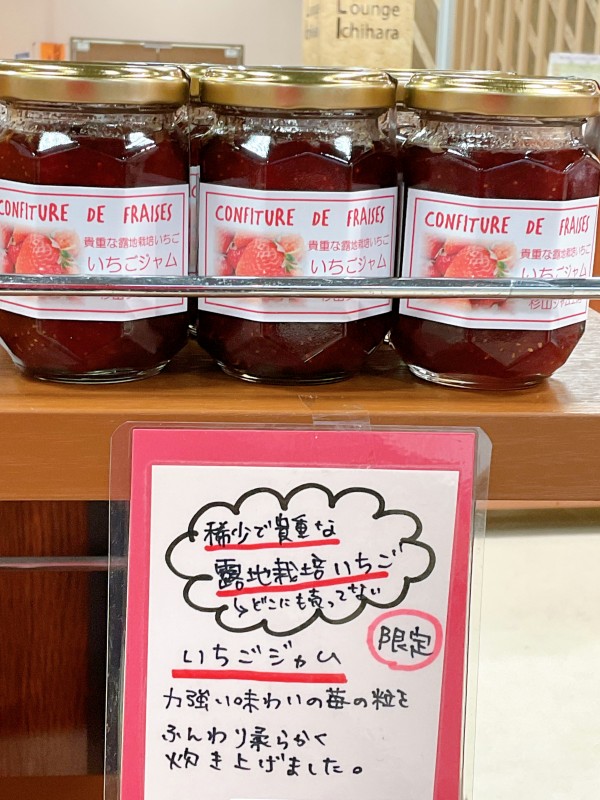 Lounge
Ichihara
CONFITURE DE FRAISES
貴重な露地栽培いちご
いちごジャム
CONFITURE DE FRAISES
貴重な露地栽培いちご
いちごジャム
CONFITURE DE FRAISES
貴重な露地栽培いちご
いちごジャム
稀少で貴重な
露地栽培いちご
↳どこにも売ってない
限定
いちごジャム
力強い味わいの苺の粒を
ふんわり柔らかく
炊き上げました。